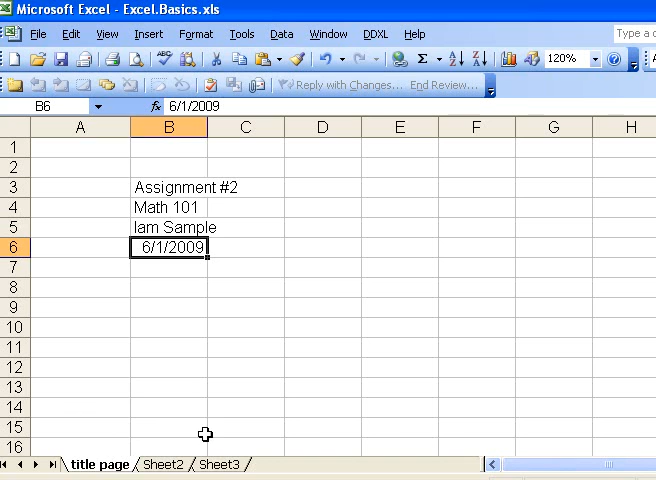 Microsoft Excel - Excel.Basics.xls
File Edit View Insert Format Tools Data Window DDXL Help Type a c
120%
Reply with Changes... End Review...
B6 fx 6/1/2009
A B C D E F G H
1
2
3 Assignment #2
4 Math 101
5 Iam Sample
6 6/1/2009
7
8
9
10
11
12
13
14
15
16
title page Sheet2 Sheet3